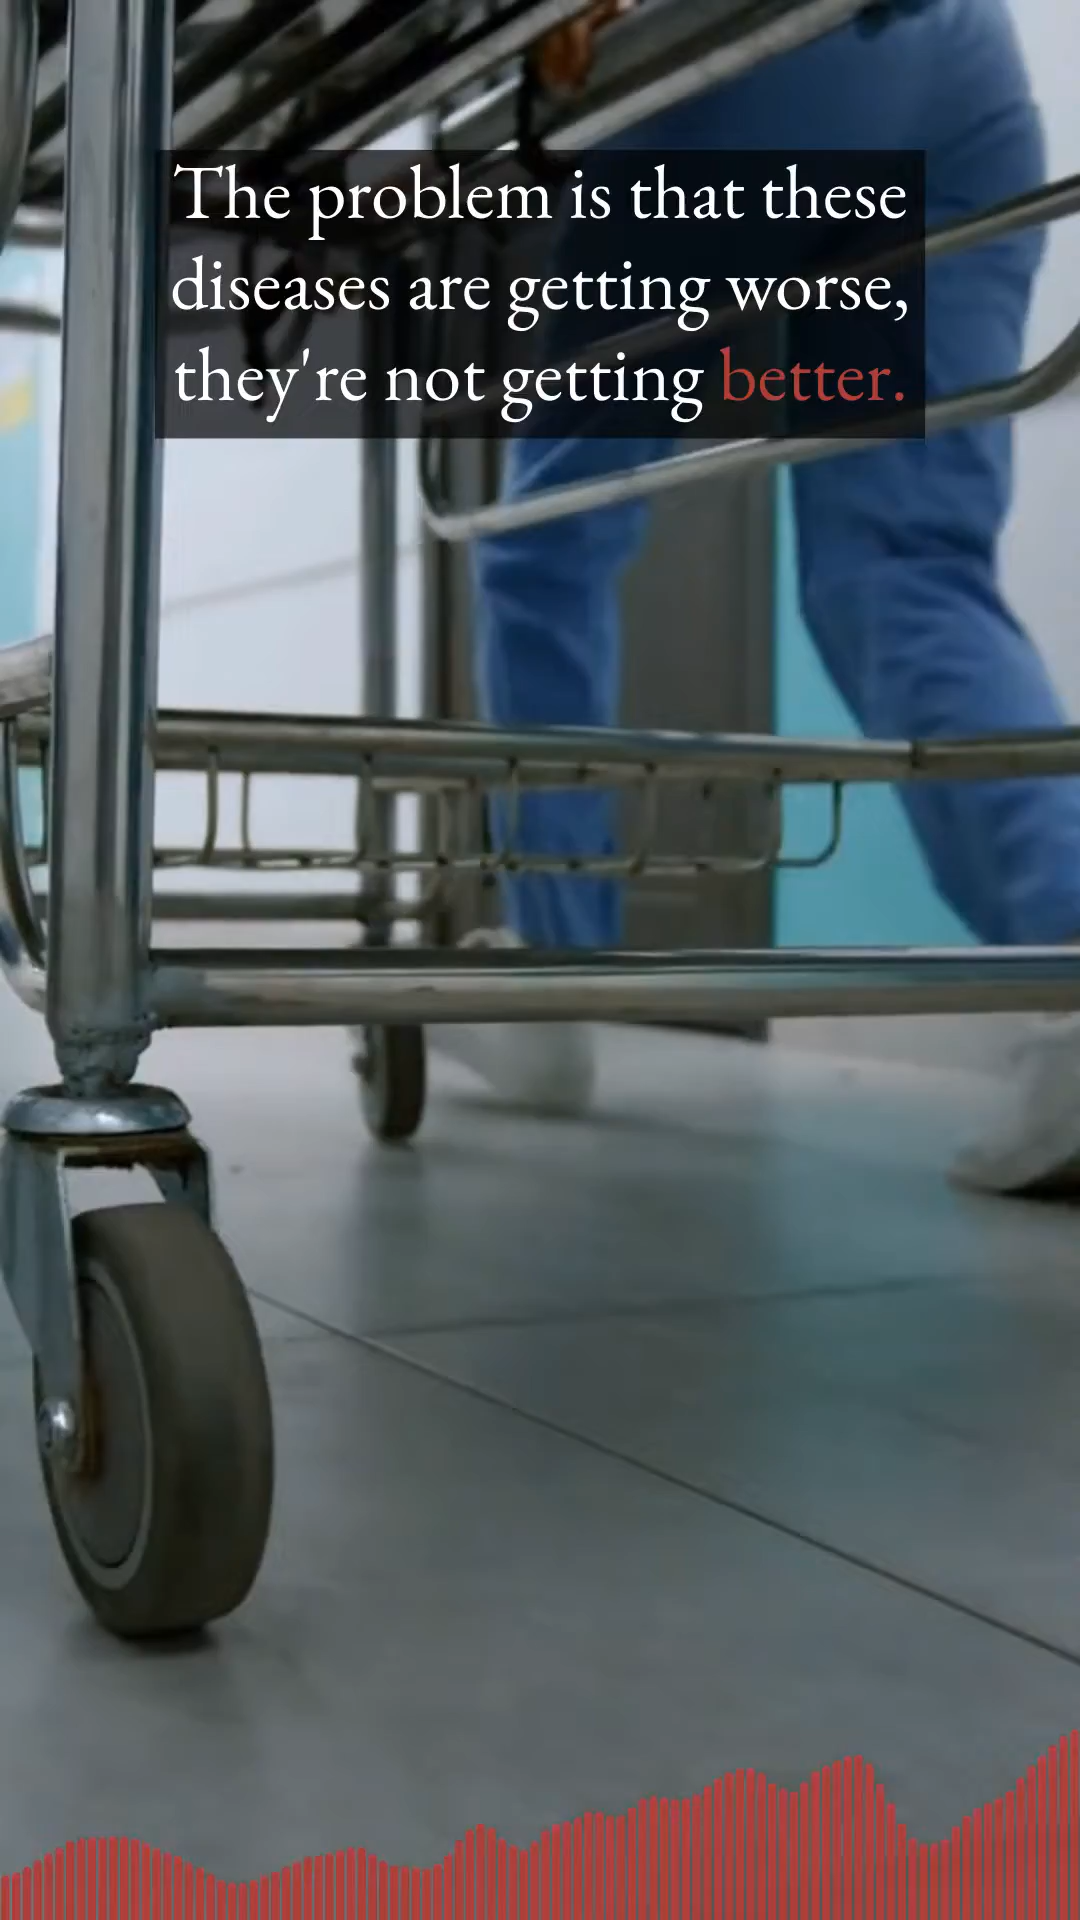 The problem is that these
diseases are getting worse,
they're not getting better.